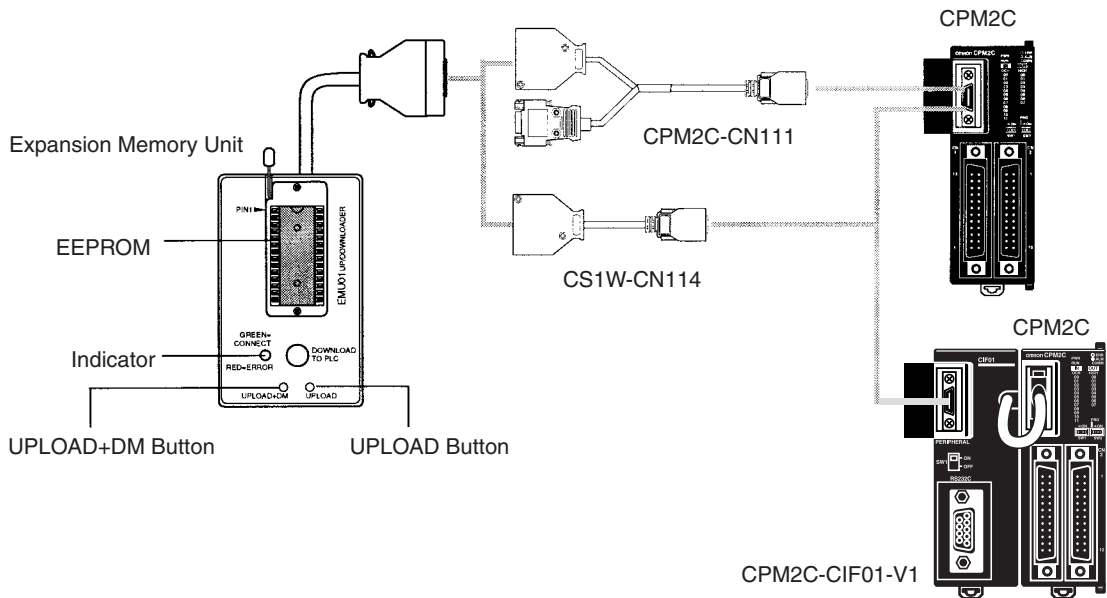 CPM2C
CPM2C-CN111
Expansion Memory Unit
PIN1
EEPROM
EMU01 UP/DOWNLOADER
CS1W-CN114
GREEN=
CONNECT
DOWNLOAD
TO PLC
Indicator
RED=ERROR
UPLOAD+DM
UPLOAD
UPLOAD+DM Button
UPLOAD Button
CPM2C
CIF01
PERIPHERAL
SW1
ON
OFF
RS232C
CPM2C-CIF01-V1